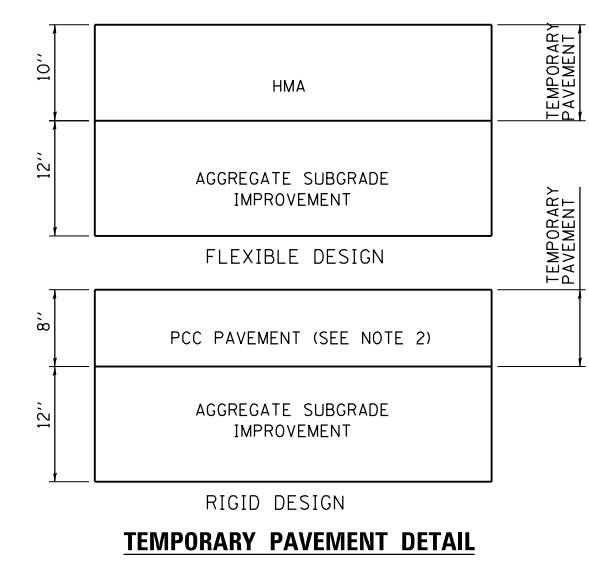 10''
HMA
TEMPORARY
PAVEMENT
12''
AGGREGATE SUBGRADE
IMPROVEMENT
FLEXIBLE DESIGN
TEMPORARY
PAVEMENT
8''
PCC PAVEMENT (SEE NOTE 2)
12''
AGGREGATE SUBGRADE
IMPROVEMENT
RIGID DESIGN
TEMPORARY PAVEMENT DETAIL